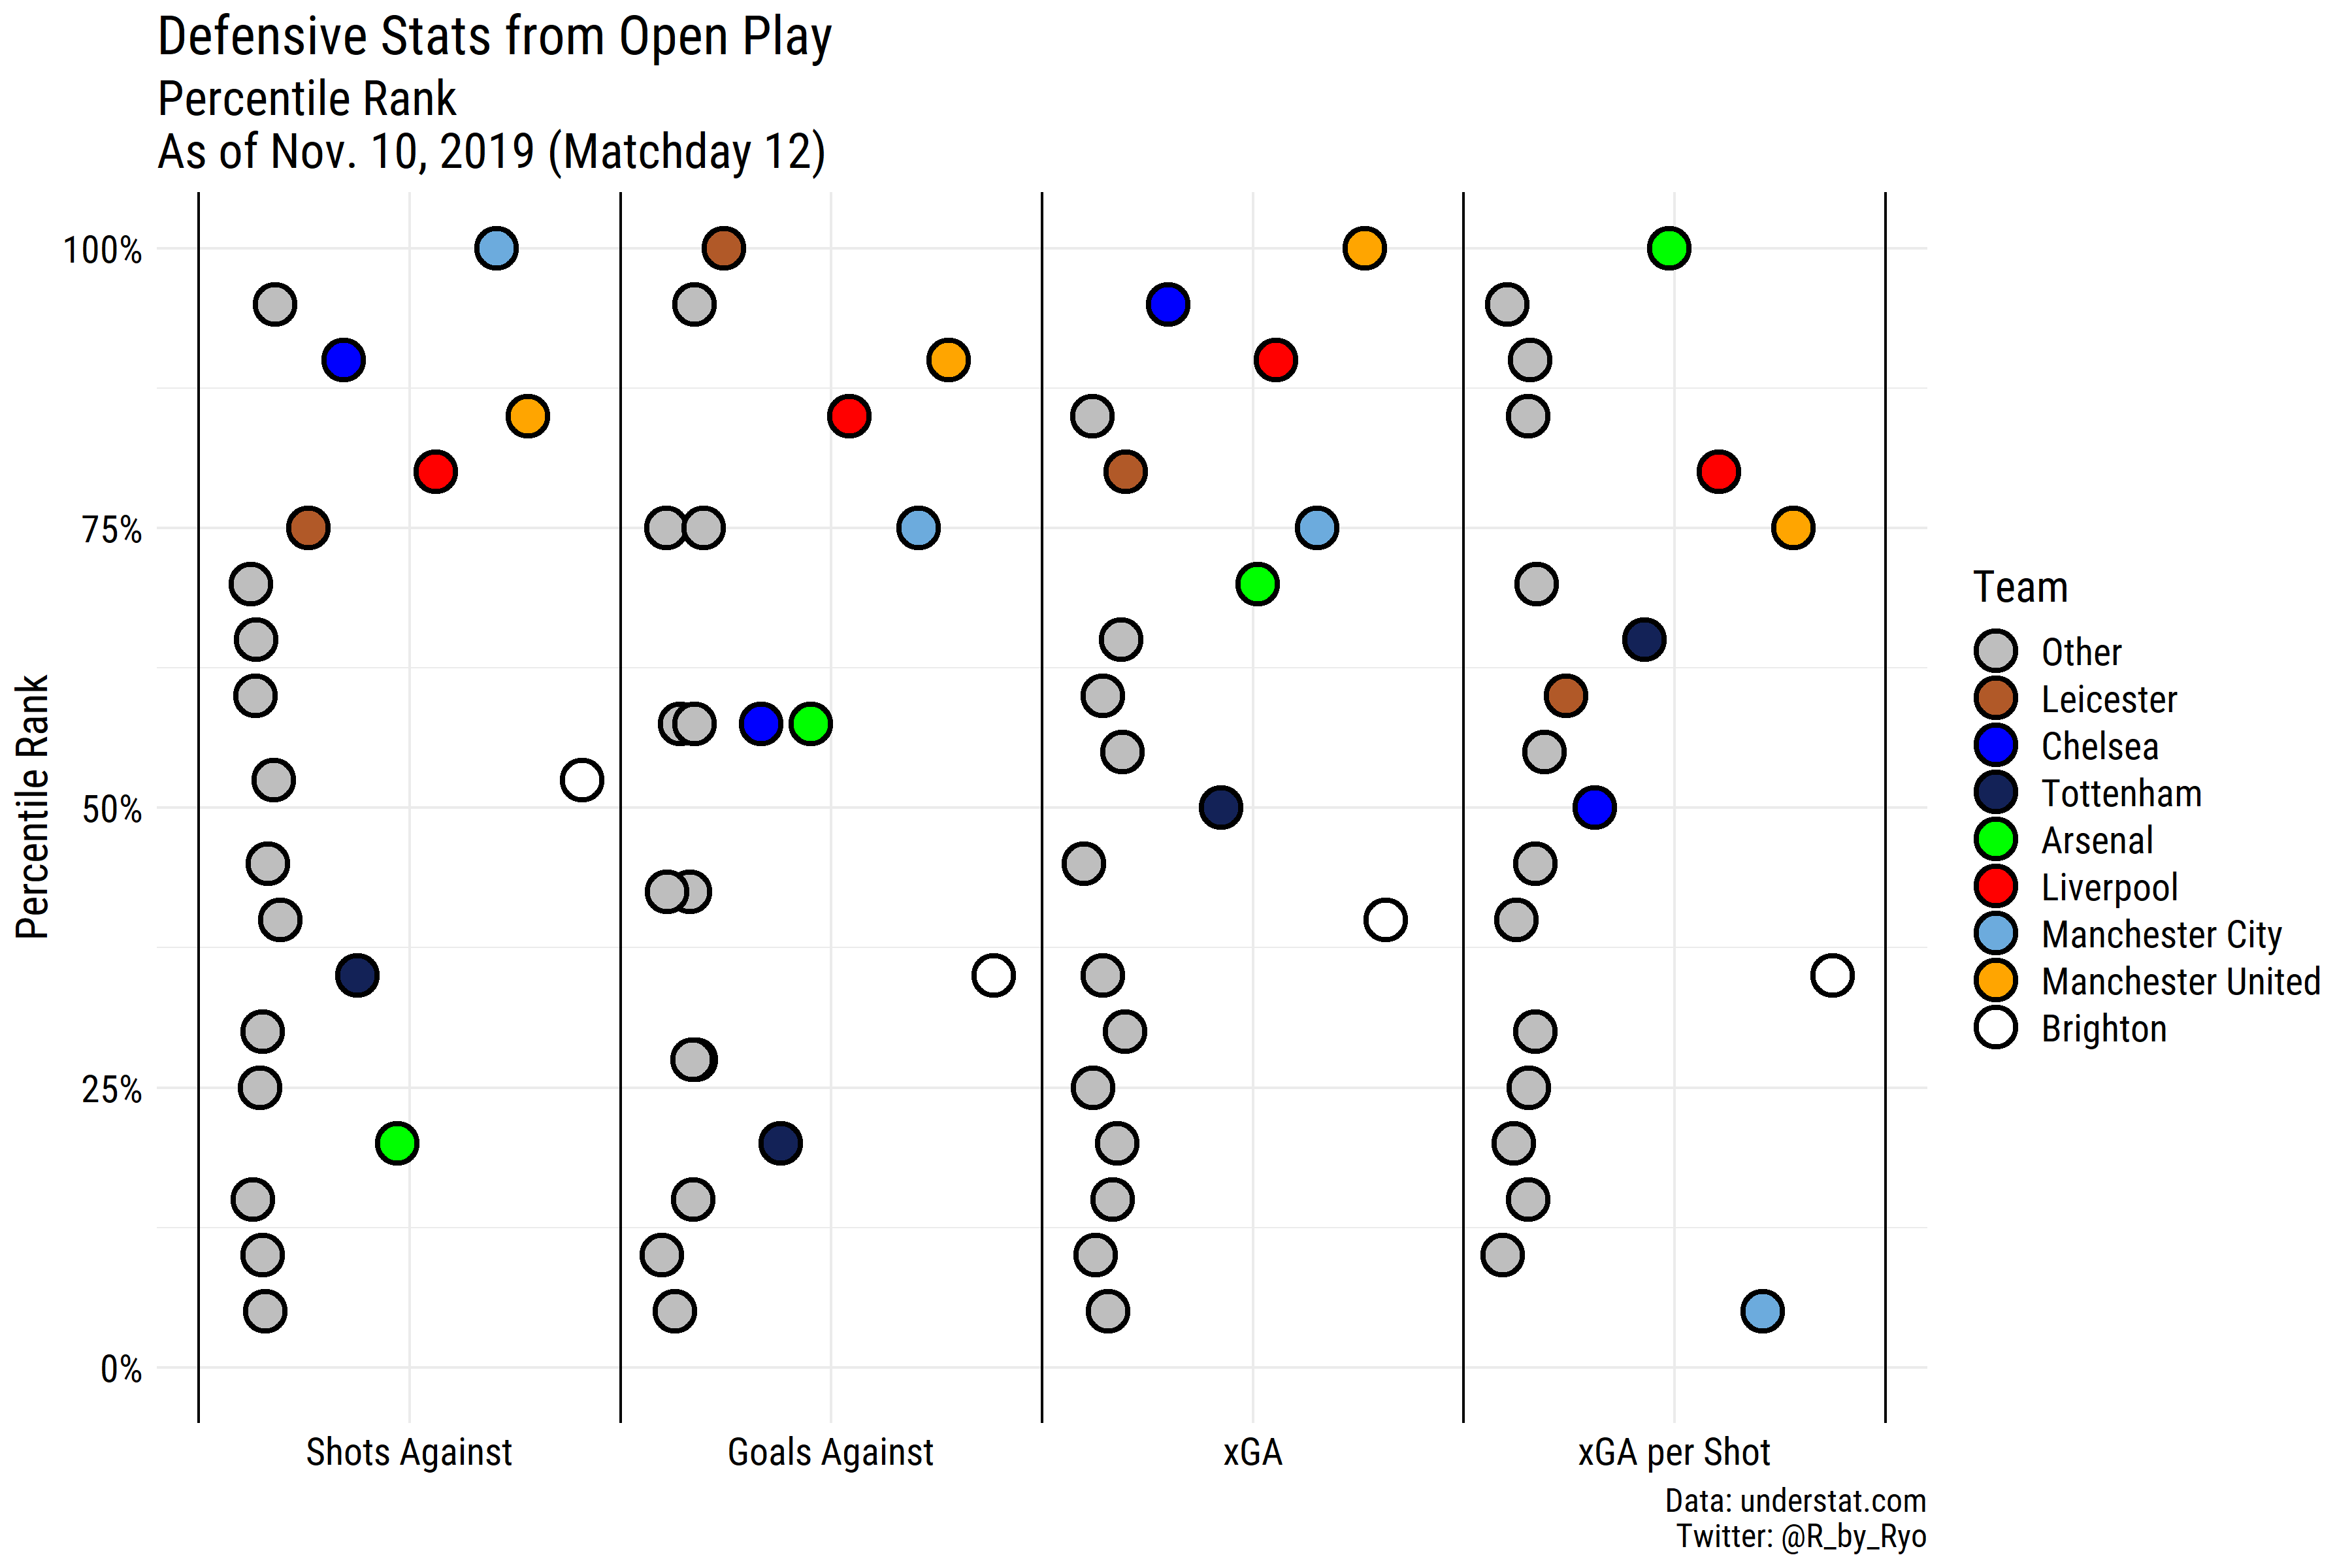 Defensive Stats from Open Play
Percentile Rank
As of Nov. 10, 2019 (Matchday 12)
Percentile Rank
100%
75%
50%
25%
0%
Shots Against
Goals Against
xGA
xGA per Shot
Team
Other
Leicester
Chelsea
Tottenham
Arsenal
Liverpool
Manchester City
Manchester United
Brighton
Data: understat.com
Twitter: @R_by_Ryo